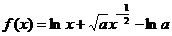 f(x)=ln x+√a x^{-1/2}−ln a